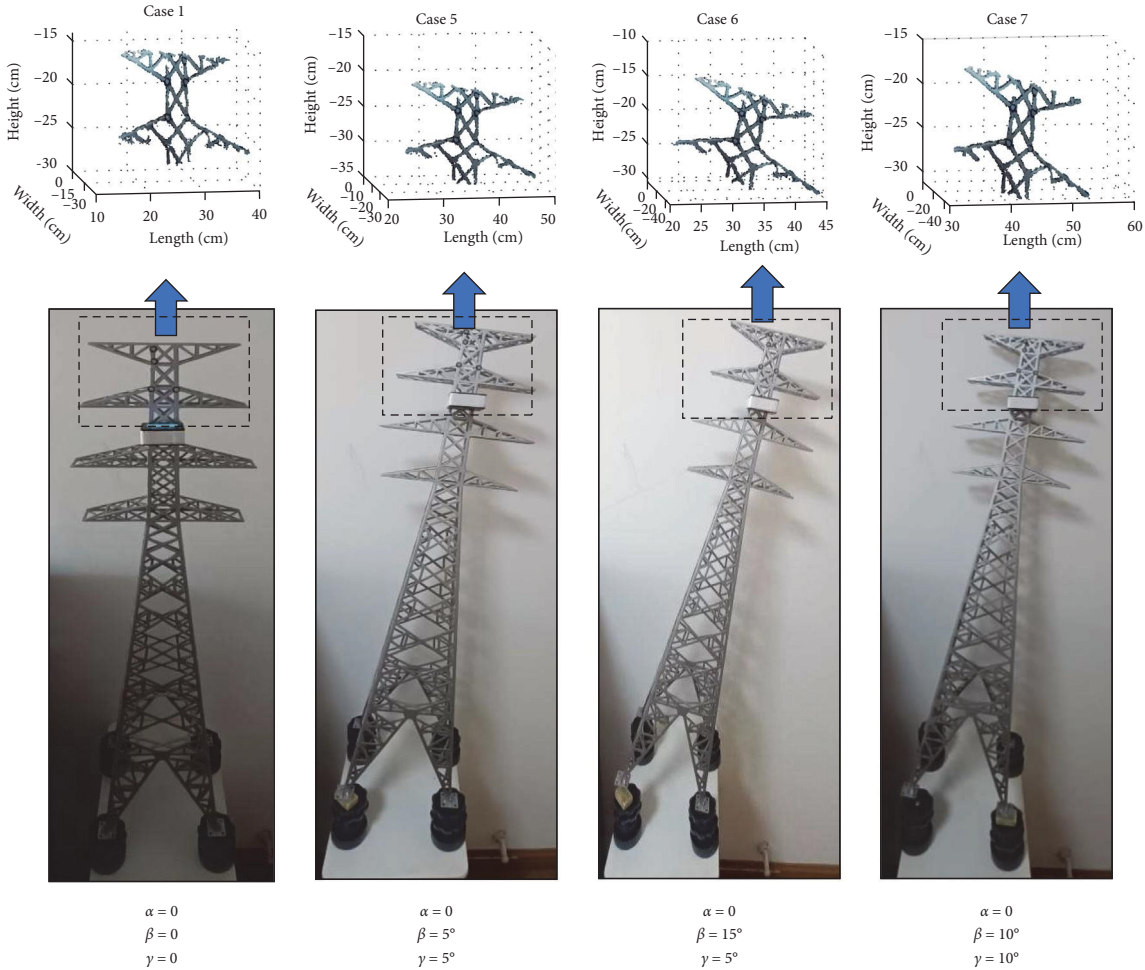 Case 1
Case 5
Case 6
Case 7
Height (cm)
−15
−20
−25
−30
0
−15
−30
Width (cm)
10
20
30
40
Length (cm)
Height (cm)
−15
−20
−25
−30
−35
0
−10
−20
Width (cm)
20
30
40
50
Length (cm)
Height (cm)
−10
−15
−20
−25
−30
0
−20
−40
Width(cm)
20
25
30
35
40
45
Length (cm)
Height (cm)
−15
−20
−25
−30
0
−20
−40
Width(cm)
30
40
50
60
Length (cm)
α = 0
β = 0
γ = 0
α = 0
β = 5°
γ = 5°
α = 0
β = 15°
γ = 5°
α = 0
β = 10°
γ = 10°